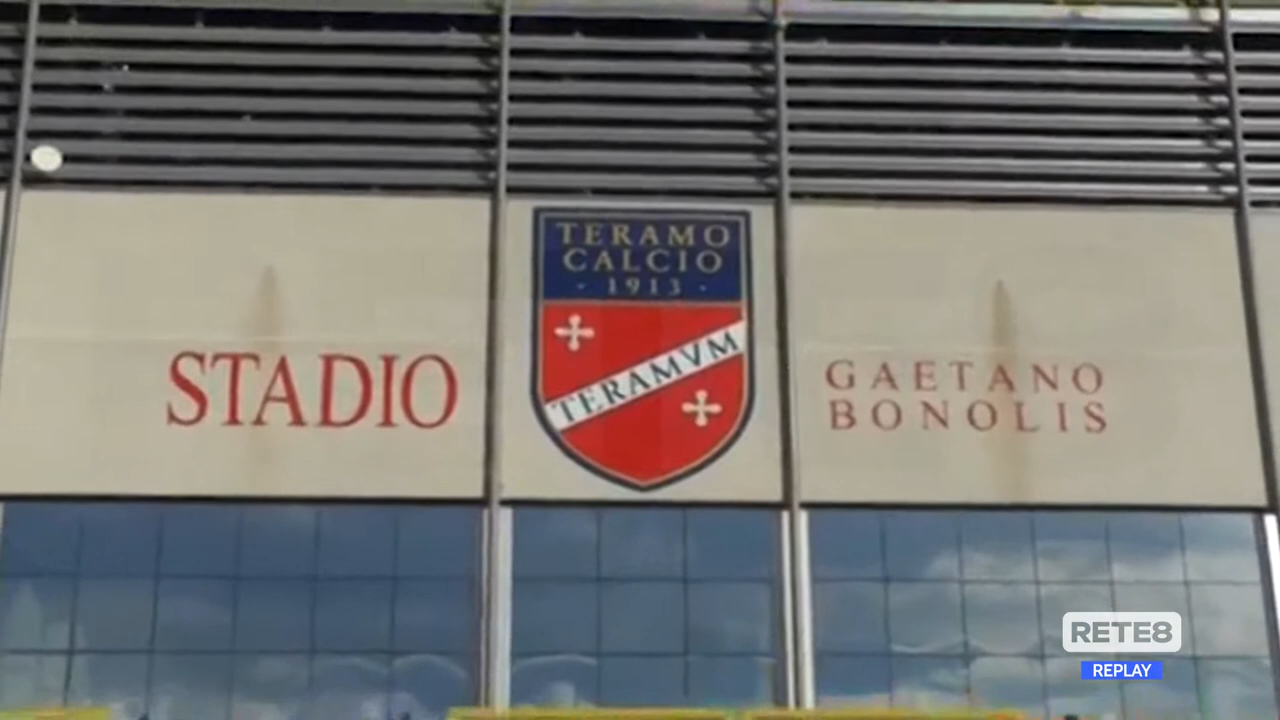 STADIO
TERAMO
CALCIO
· 1913 ·
TERAMVM
GAETANO
BONOLIS
RETE8
REPLAY